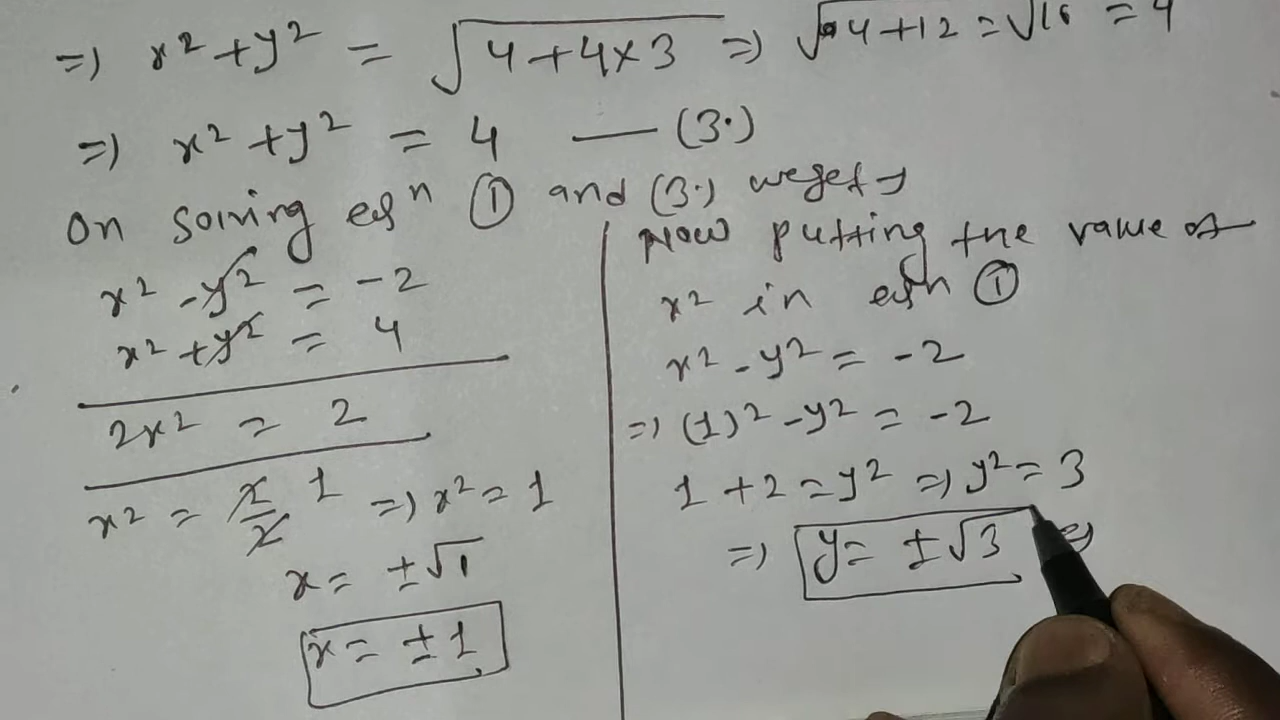 =) x² + y² = √4+4×3 =) √4+12 = √16 = 4
=) x² + y² = 4 — (3.)
On solving eqⁿ ① and (3.) we get
x² - y² = -2
x² + y² = 4
2x² = 2
x² = 2/2 1 =) x² = 1
x = ±√1
x = ±1
Now putting the value of
x² in eqn ①
x² - y² = -2
=) (1)² - y² = -2
1 + 2 = y² =) y² = 3
=) y = ±√3